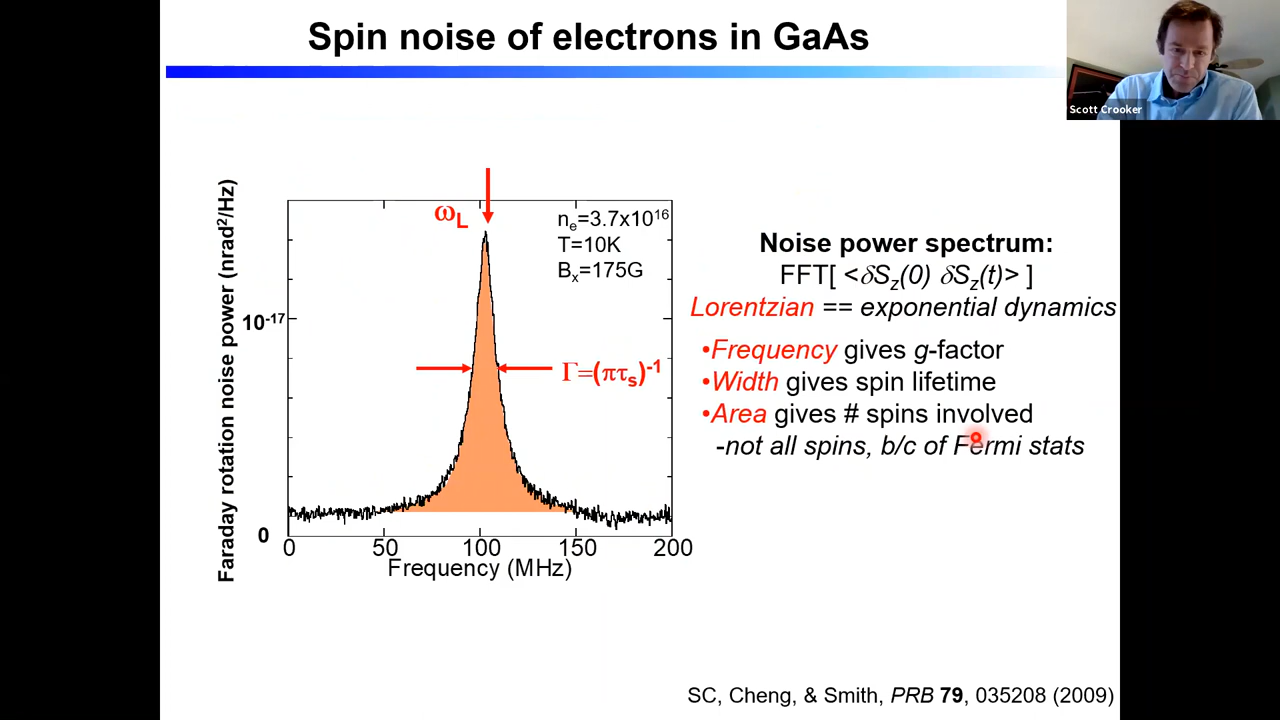 Spin noise of electrons in GaAs
Scott Crooker
Faraday rotation noise power (nrad²/Hz)
10⁻¹⁷
0
ωL
nₑ=3.7x10¹⁶
T=10K
Bₓ=175G
Γ=(πτₛ)⁻¹
0 50 100 150 200
Frequency (MHz)
Noise power spectrum:
FFT[ <δS_z(0) δS_z(t)> ]
Lorentzian == exponential dynamics
•Frequency gives g-factor
•Width gives spin lifetime
•Area gives # spins involved
-not all spins, b/c of Fermi stats
SC, Cheng, & Smith, PRB 79, 035208 (2009)